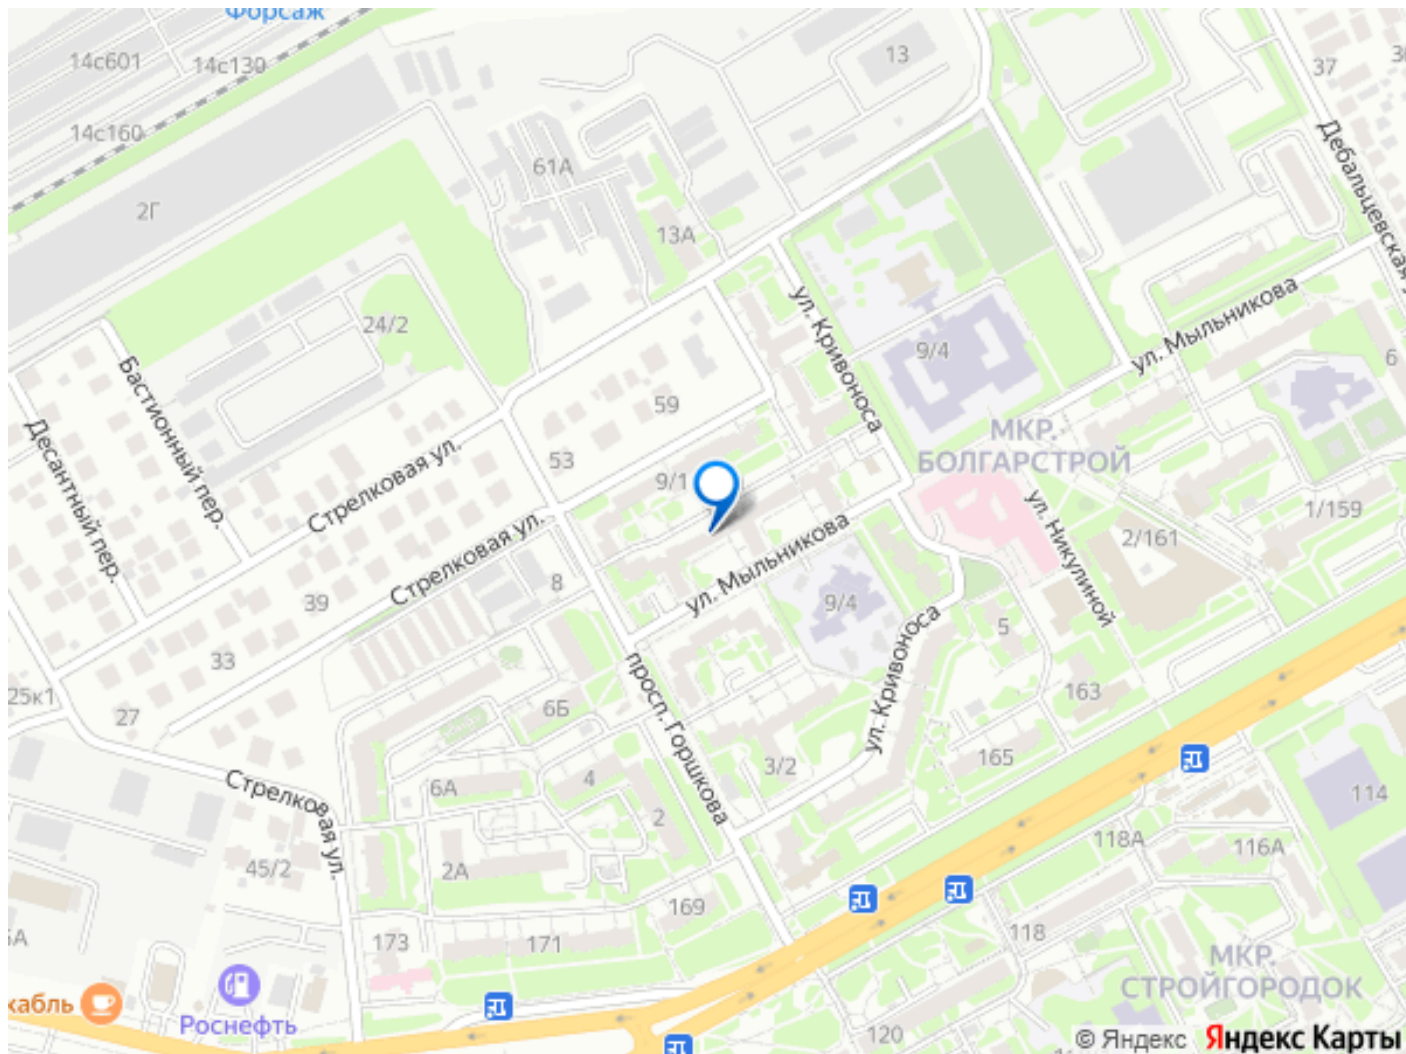 Форсаж
14с601
14с130
13
37
14с160
61А
Дебальцевская
2Г
13А
ул. Мыльникова
24/2
ул. Кривоноса
9/4
6
Бастионный пер.
59
Десантный пер.
Стрелковая ул.
53
МКР.
БОЛГАРСТРОЙ
9/1
ул. Никулиной
1/159
Стрелковая ул.
ул. Мыльникова
2/161
8
39
9/4
5
ул. Кривоноса
33
просп. Горшкова
163
25к1
27
6Б
165
3/2
Стрелковая ул.
6А
4
114
2
118А
116А
45/2
2А
169
173
171
118
МКР.
СТРОЙГОРОДОК
Роснефть
120
© Яндекс Яндекс Карты